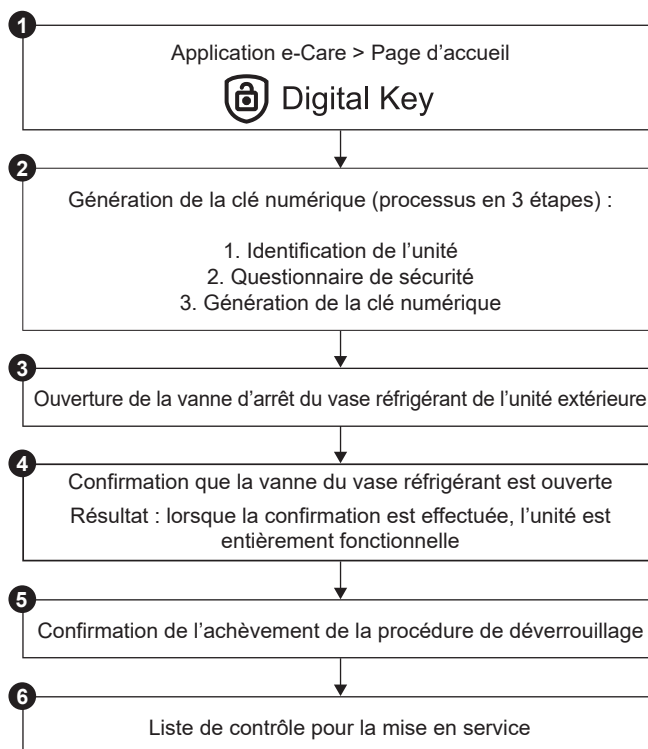 1
Application e-Care > Page d’accueil
Digital Key
2
Génération de la clé numérique (processus en 3 étapes) :
1. Identification de l’unité
2. Questionnaire de sécurité
3. Génération de la clé numérique
3
Ouverture de la vanne d’arrêt du vase réfrigérant de l’unité extérieure
4
Confirmation que la vanne du vase réfrigérant est ouverte
Résultat : lorsque la confirmation est effectuée, l’unité est
entièrement fonctionnelle
5
Confirmation de l’achèvement de la procédure de déverrouillage
6
Liste de contrôle pour la mise en service